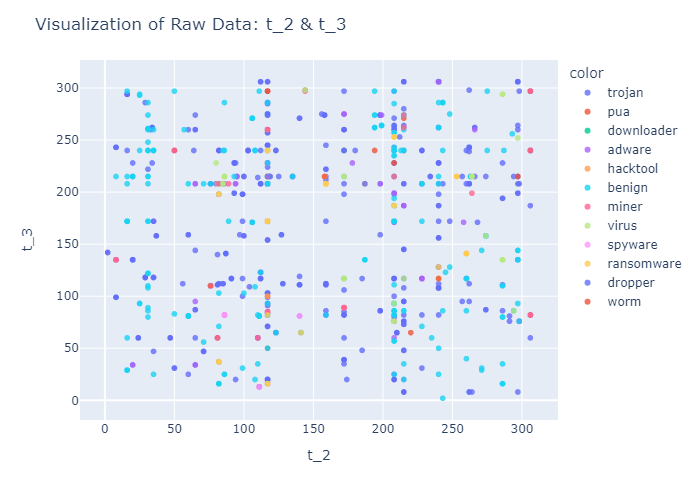 Visualization of Raw Data: t_2 & t_3
color
trojan
pua
downloader
adware
hacktool
benign
miner
virus
spyware
ransomware
dropper
worm
t_3
300
250
200
150
100
50
0
0 50 100 150 200 250 300
t_2